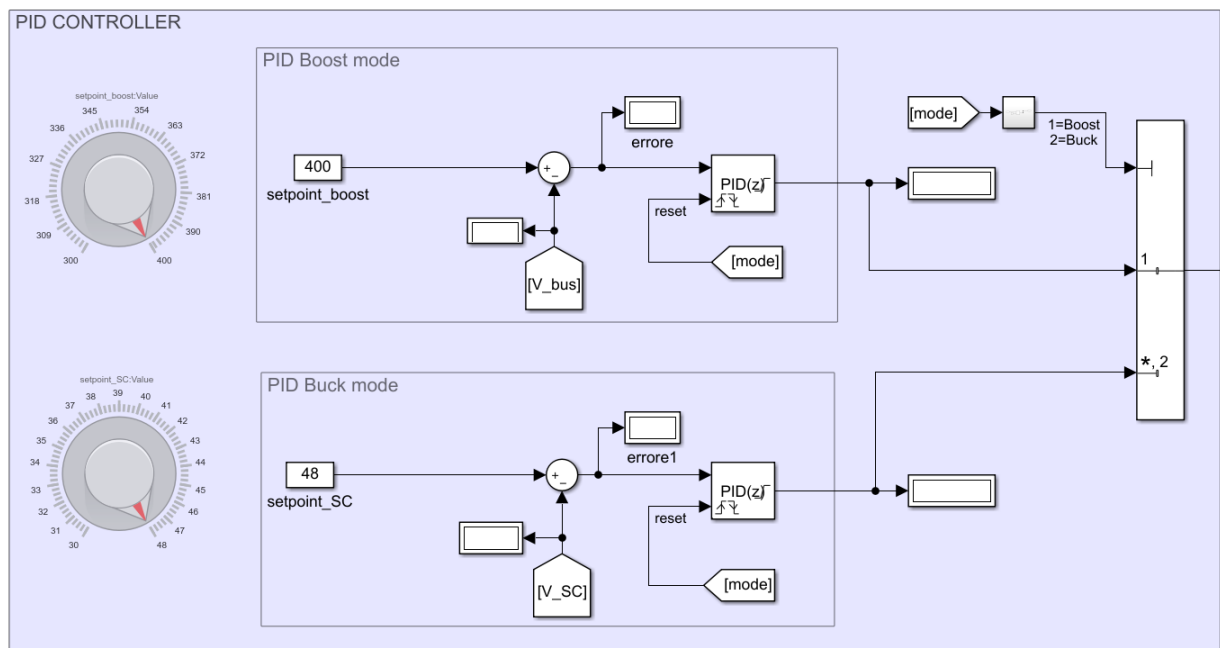 PID CONTROLLER
PID Boost mode
setpoint_boost:Value
300
309
318
327
336
345
354
363
372
381
390
400
400
setpoint_boost
+
−
errore
[V_bus]
PID(z)
reset
[mode]
[mode]
1=Boost
2=Buck
1
*, 2
PID Buck mode
setpoint_SC:Value
30
31
32
33
34
35
36
37
38
39
40
41
42
43
44
45
46
47
48
48
setpoint_SC
+
−
errore1
[V_SC]
PID(z)
reset
[mode]